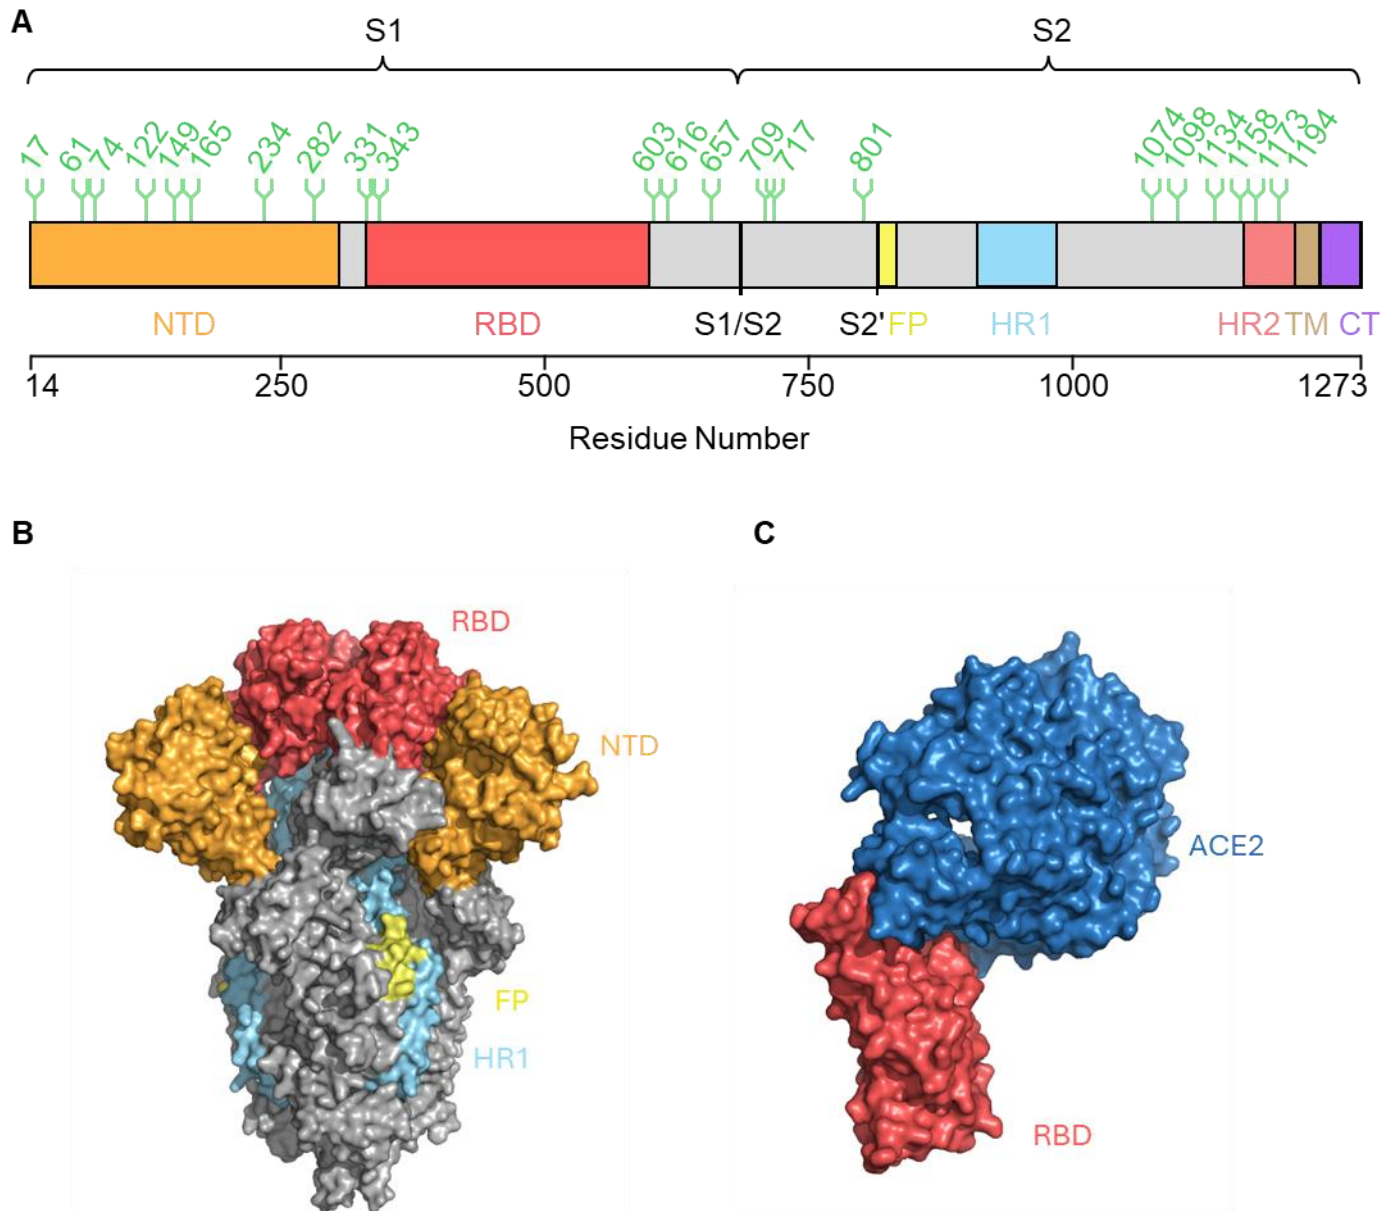 A
S1 S2
17 61 74 122 149 165 234 282 331 343 603 616 657 709 717 801 1074 1098 1134 1158 1173 1194
NTD RBD S1/S2 S2' FP HR1 HR2 TM CT
14 250 500 750 1000 1273
Residue Number
B
RBD
NTD
FP
HR1
C
ACE2
RBD